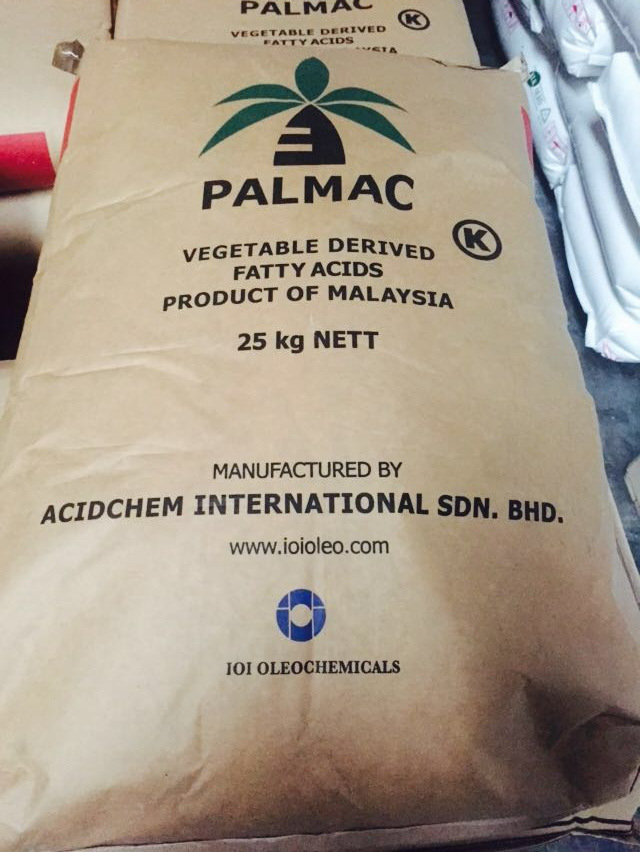 PALMAC
VEGETABLE DERIVED
FATTY ACIDS
K
PALMAC
VEGETABLE DERIVED
FATTY ACIDS
PRODUCT OF MALAYSIA
K
25 kg NETT
MANUFACTURED BY
ACIDCHEM INTERNATIONAL SDN. BHD.
www.ioioleo.com
IOI OLEOCHEMICALS